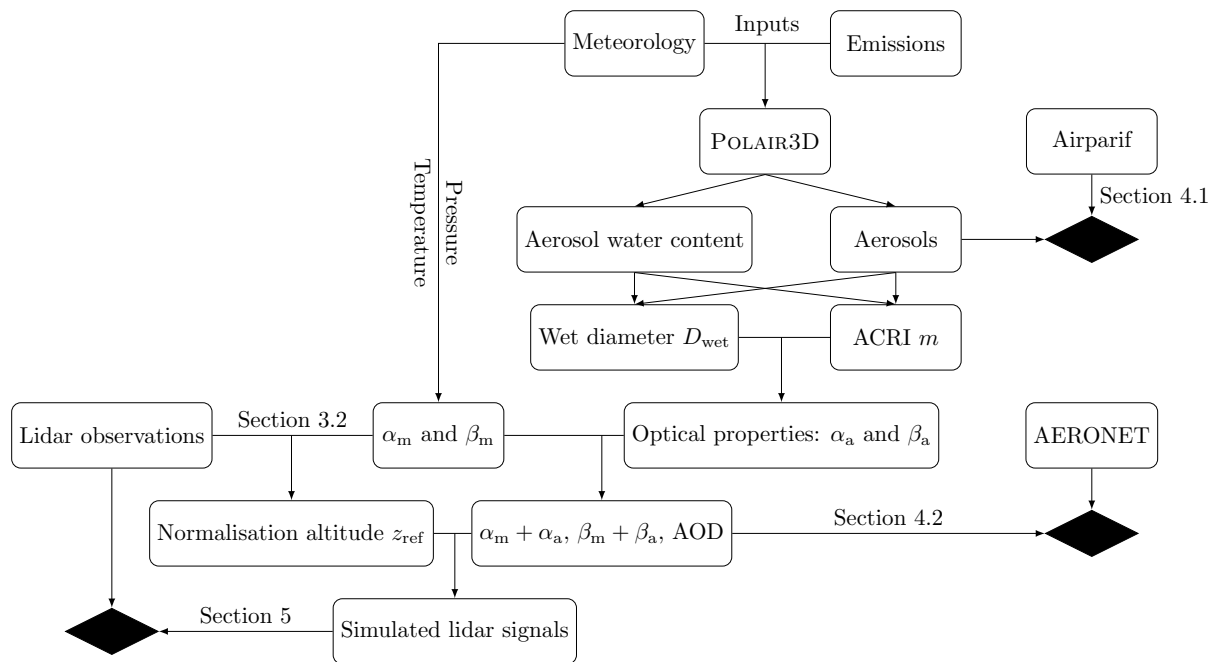 Inputs
Meteorology
Emissions
POLAIR3D
Airparif
Section 4.1
Pressure
Temperature
Aerosol water content
Aerosols
Wet diameter D_wet
ACRI m
Lidar observations
Section 3.2
α_m and β_m
Optical properties: α_a and β_a
AERONET
Normalisation altitude z_ref
α_m + α_a, β_m + β_a, AOD
Section 4.2
Section 5
Simulated lidar signals